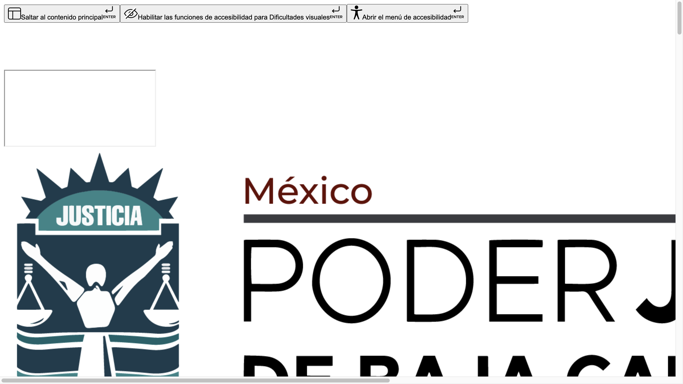 Saltar al contenido principal ENTER Habilitar las funciones de accesibilidad para Dificultades visuales ENTER Abrir el menú de accesibilidad ENTER
JUSTICIA
México
PODER
DE BAJA